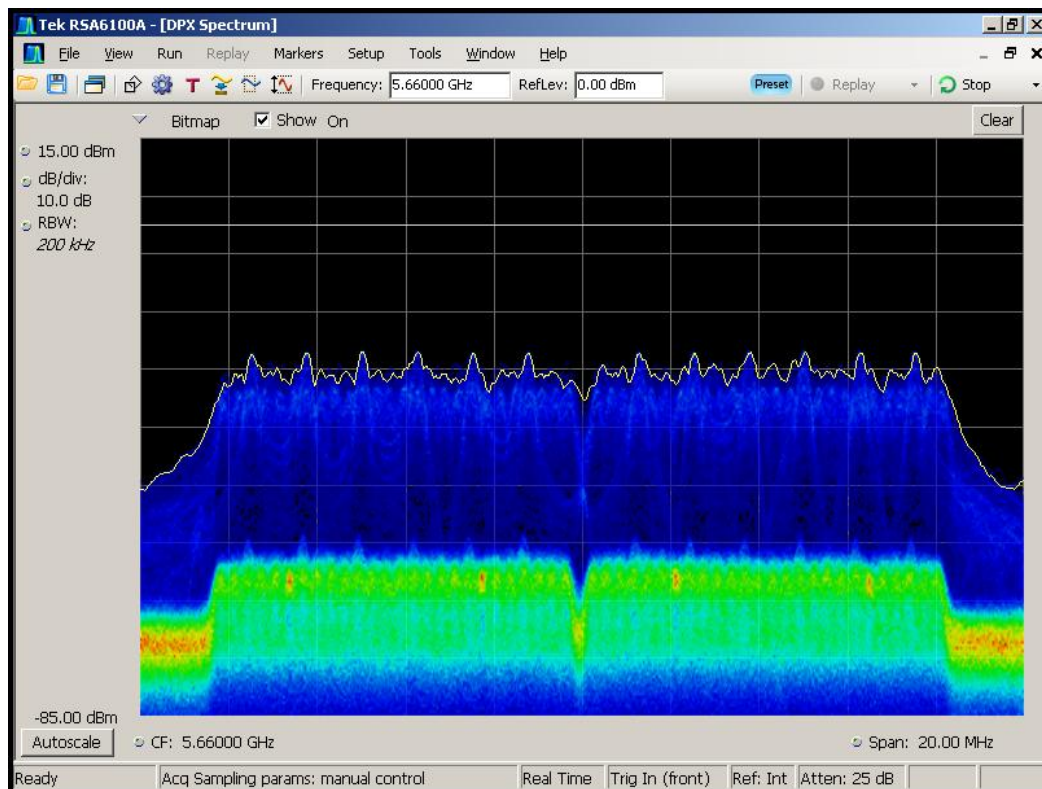 Tek RSA6100A - [DPX Spectrum]
File View Run Replay Markers Setup Tools Window Help
T Frequency: 5.66000 GHz RefLev: 0.00 dBm Preset Replay Stop
Bitmap Show On Clear
15.00 dBm
dB/div:
10.0 dB
RBW:
200 kHz
-85.00 dBm
Autoscale CF: 5.66000 GHz Span: 20.00 MHz
Ready Acq Sampling params: manual control Real Time Trig In (front) Ref: Int Atten: 25 dB